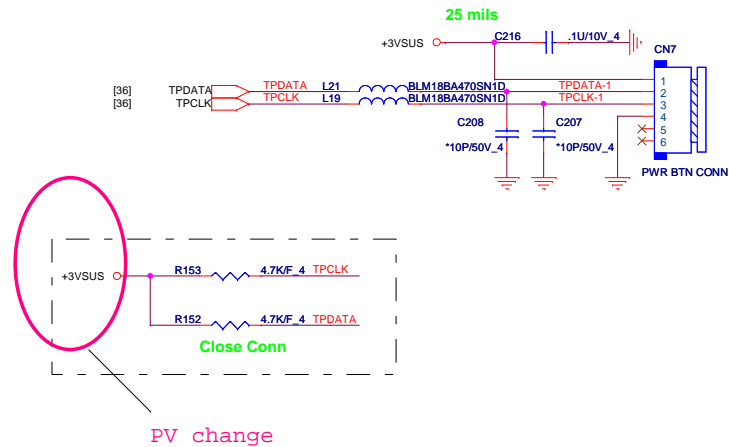 25 mils
+3VSUS C216 .1U/10V_4
CN7
[36] TPDATA TPDATA L21 BLM18BA470SN1D TPDATA-1 1
[36] TPCLK TPCLK L19 BLM18BA470SN1D TPCLK-1 2
3
4
5
6
C208 C207
*10P/50V_4 *10P/50V_4
PWR BTN CONN
+3VSUS R153 4.7K/F_4 TPCLK
R152 4.7K/F_4 TPDATA
Close Conn
PV change